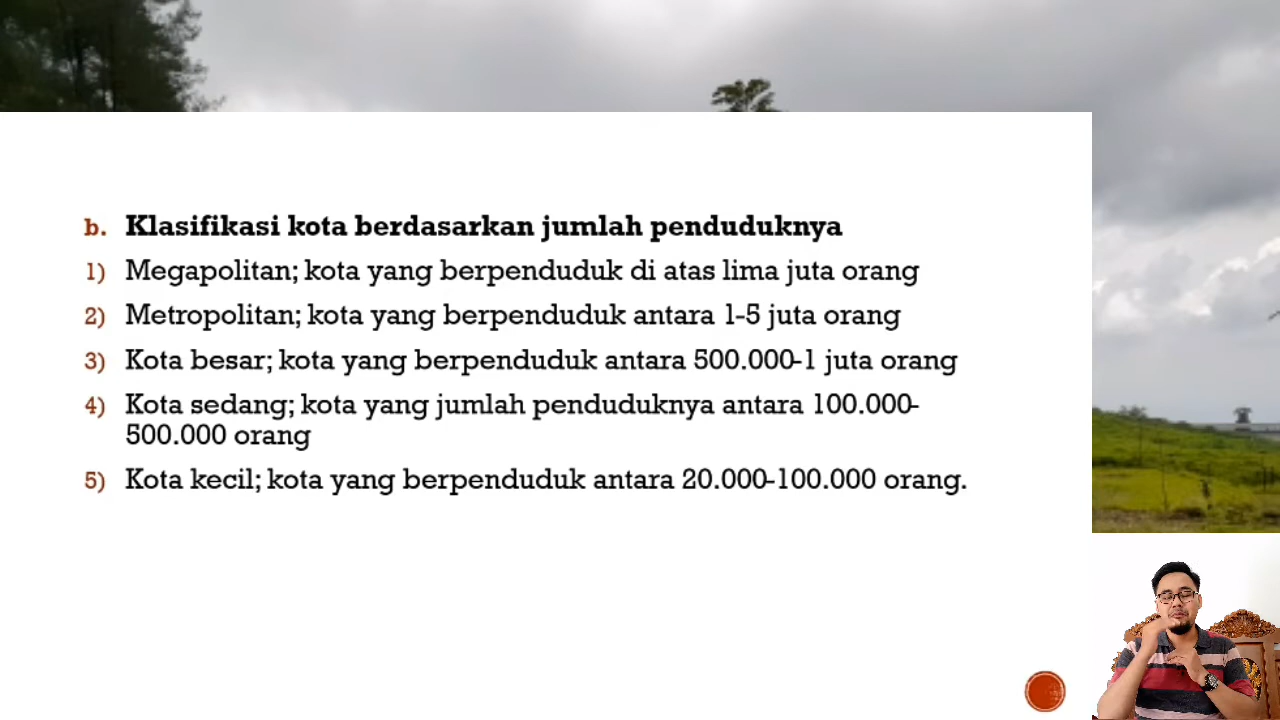 b. Klasifikasi kota berdasarkan jumlah penduduknya
1) Megapolitan; kota yang berpenduduk di atas lima juta orang
2) Metropolitan; kota yang berpenduduk antara 1-5 juta orang
3) Kota besar; kota yang berpenduduk antara 500.000-1 juta orang
4) Kota sedang; kota yang jumlah penduduknya antara 100.000-
500.000 orang
5) Kota kecil; kota yang berpenduduk antara 20.000-100.000 orang.